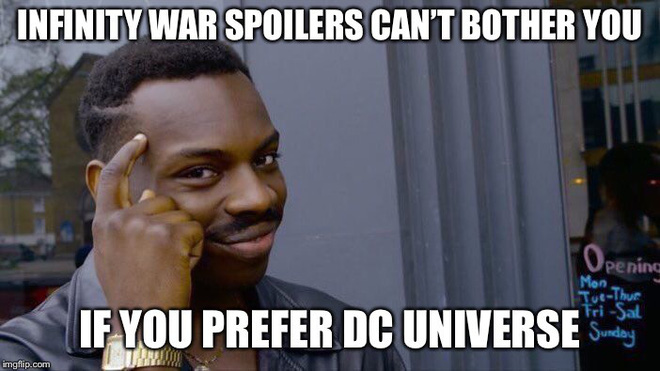 INFINITY WAR SPOILERS CAN'T BOTHER YOU
Opening
Mon
Tue-Thur
Fri-Sat
Sunday
IF YOU PREFER DC UNIVERSE
imgflip.com